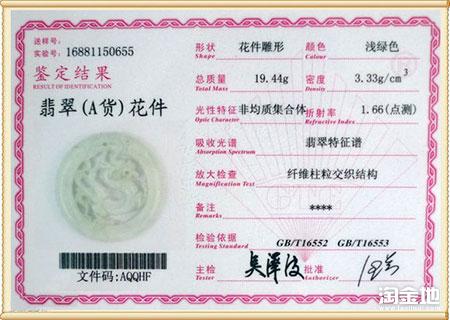 送样号:
实验号: 16881150655
鉴定结果
RESULT OF IDENTIFICATION
翡翠(A货)花件
文件码:AQQHF
形状 花件雕形 颜色 浅绿色
Shape Colour
总质量 19.44g 密度 3.33g/cm³
Total Mass Density
光性特征 非均质集合体 折射率 1.66(点测)
Optic Character Refractive Index
吸收光谱 翡翠特征谱
Absorption Spectrum
放大检查 纤维柱粒交织结构
Magnification Test
备注 ****
Remarks
检验依据 GB/T16552 GB/T16553
Testing Standard
主检 批准
Tester Authorizer
淘金地